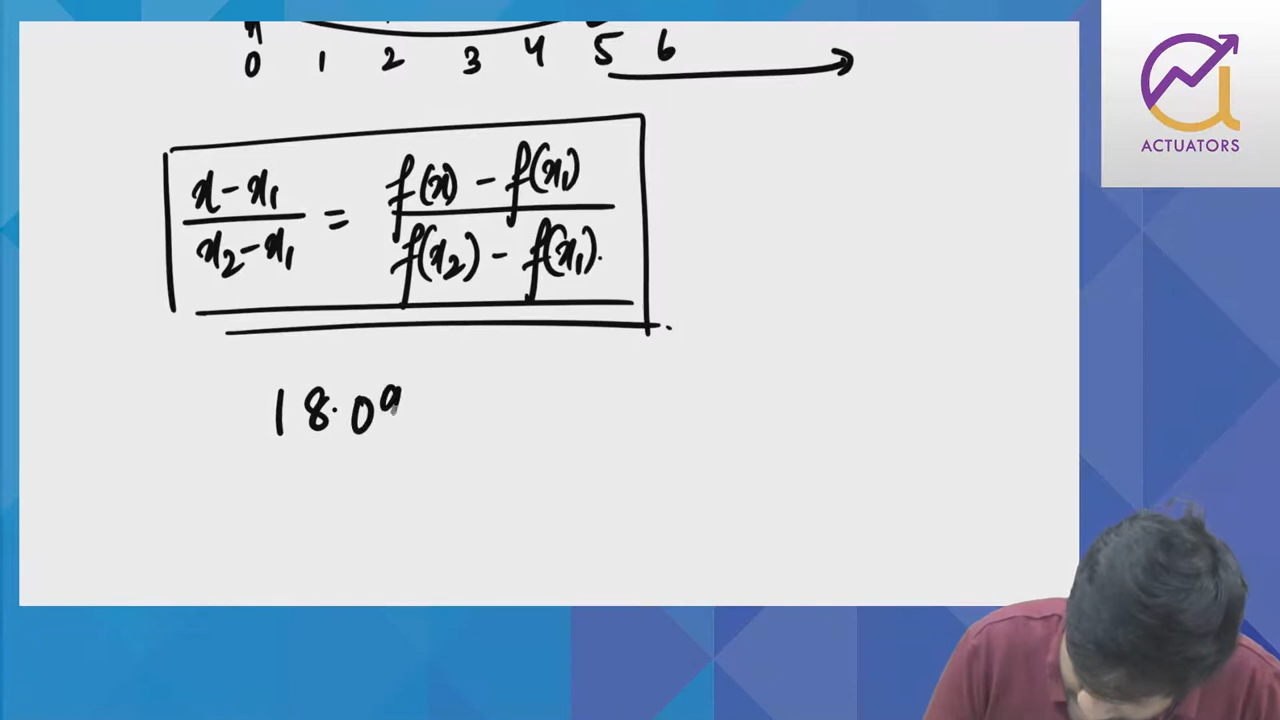 0 1 2 3 4 5 6
ACTUATORS
x - x₁ / x₂ - x₁ = f(x) - f(x₁) / f(x₂) - f(x₁).
18.09